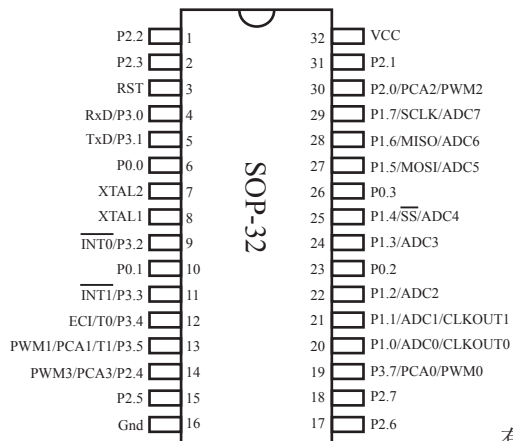 P2.2 1 32 VCC
P2.3 2 31 P2.1
RST 3 30 P2.0/PCA2/PWM2
RxD/P3.0 4 29 P1.7/SCLK/ADC7
TxD/P3.1 5 28 P1.6/MISO/ADC6
P0.0 6 27 P1.5/MOSI/ADC5
XTAL2 7 26 P0.3
XTAL1 8 25 P1.4/SS/ADC4
INT0/P3.2 9 24 P1.3/ADC3
P0.1 10 23 P0.2
INT1/P3.3 11 22 P1.2/ADC2
ECI/T0/P3.4 12 21 P1.1/ADC1/CLKOUT1
PWM1/PCA1/T1/P3.5 13 20 P1.0/ADC0/CLKOUT0
PWM3/PCA3/P2.4 14 19 P3.7/PCA0/PWM0
P2.5 15 18 P2.7
Gnd 16 17 P2.6
SOP-32